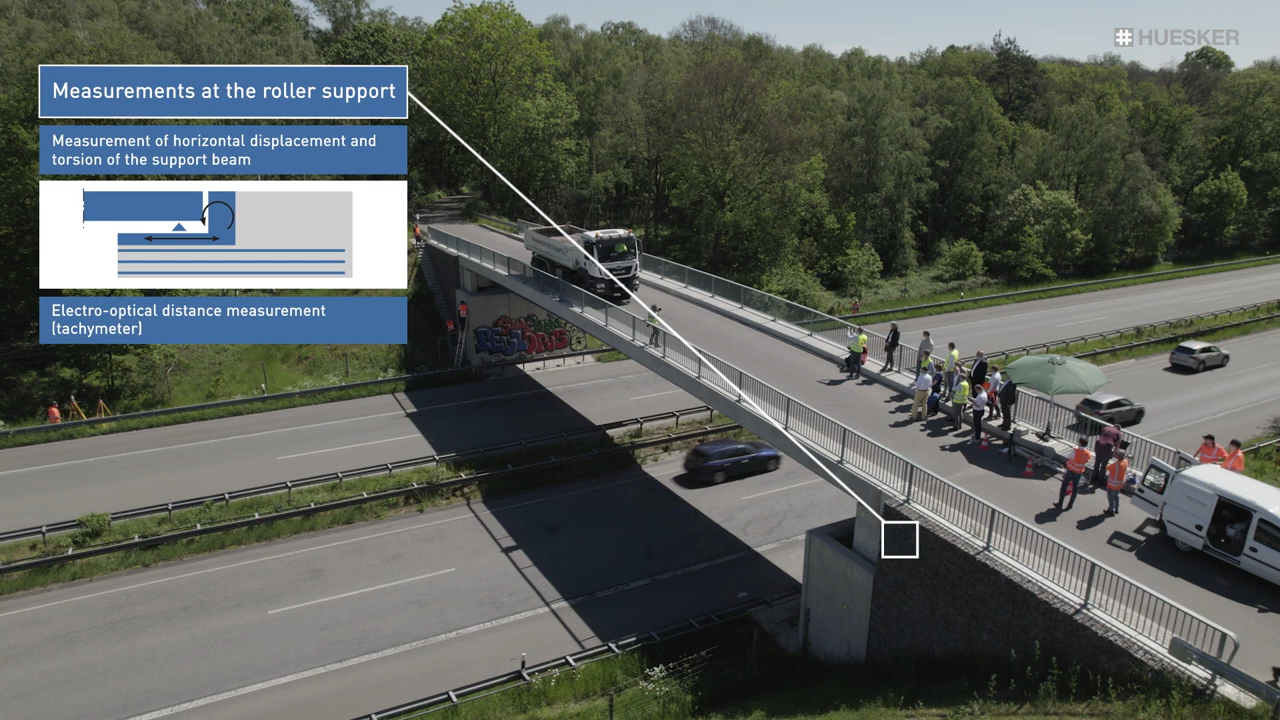 HUESKER
Measurements at the roller support
Measurement of horizontal displacement and
torsion of the support beam
Electro-optical distance measurement
(tachymeter)